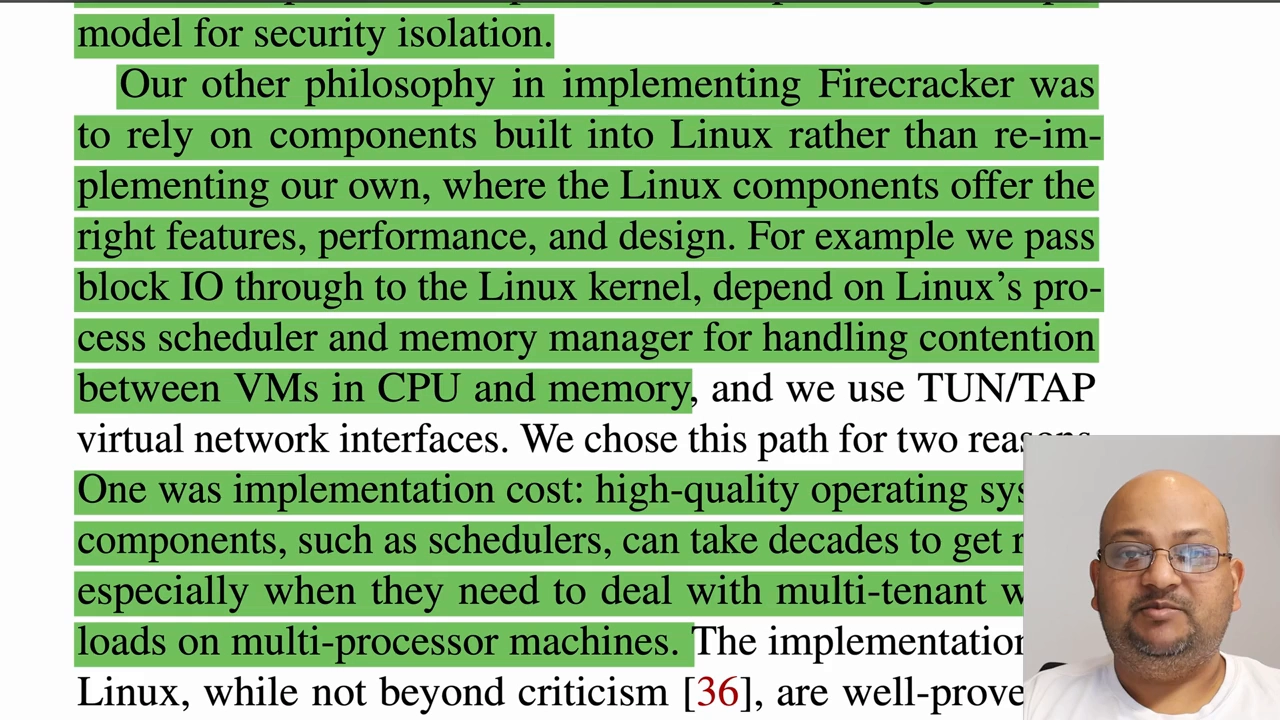 model for security isolation.
Our other philosophy in implementing Firecracker was
to rely on components built into Linux rather than re-im-
plementing our own, where the Linux components offer the
right features, performance, and design. For example we pass
block IO through to the Linux kernel, depend on Linux’s pro-
cess scheduler and memory manager for handling contention
between VMs in CPU and memory, and we use TUN/TAP
virtual network interfaces. We chose this path for two reasons.
One was implementation cost: high-quality operating
components, such as schedulers, can take decades to get
especially when they need to deal with multi-tenant
loads on multi-processor machines. The
Linux, while not beyond criticism [36], are